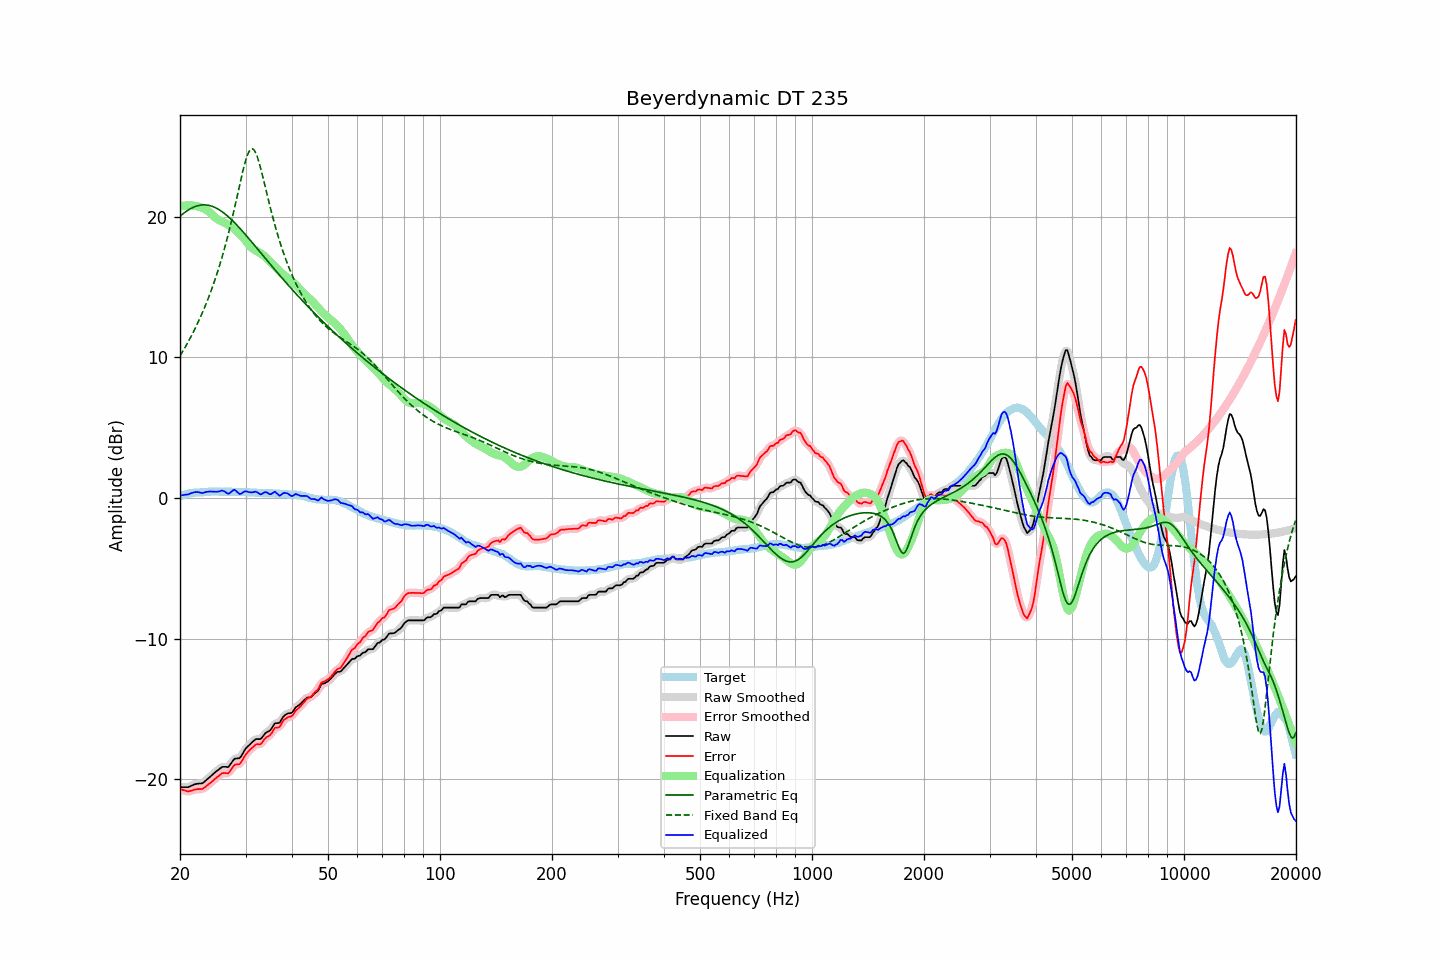 Beyerdynamic DT 235
Amplitude (dBr)
20
10
0
−10
−20
Target
Raw Smoothed
Error Smoothed
Raw
Error
Equalization
Parametric Eq
Fixed Band Eq
Equalized
20 50 100 200 500 1000 2000 5000 10000 20000
Frequency (Hz)